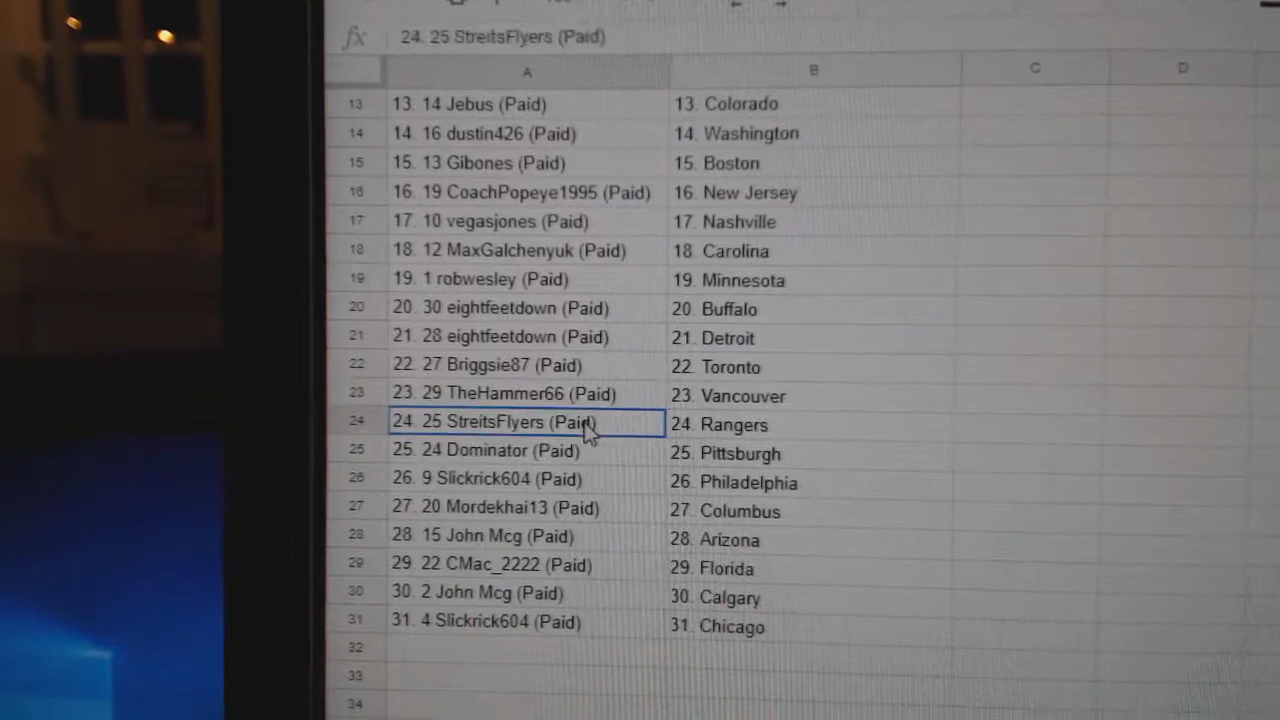 fx 24. 25 StreitsFlyers (Paid)
A B C D
13 13. 14 Jebus (Paid) 13. Colorado
14 14. 16 dustin426 (Paid) 14. Washington
15 15. 13 Gibones (Paid) 15. Boston
16 16. 19 CoachPopeye1995 (Paid) 16. New Jersey
17 17. 10 vegasjones (Paid) 17. Nashville
18 18. 12 MaxGalchenyuk (Paid) 18. Carolina
19 19. 1 robwesley (Paid) 19. Minnesota
20 20. 30 eightfeetdown (Paid) 20. Buffalo
21 21. 28 eightfeetdown (Paid) 21. Detroit
22 22. 27 Briggsie87 (Paid) 22. Toronto
23 23. 29 TheHammer66 (Paid) 23. Vancouver
24 24. 25 StreitsFlyers (Paid) 24. Rangers
25 25. 24 Dominator (Paid) 25. Pittsburgh
26 26. 9 Slickrick604 (Paid) 26. Philadelphia
27 27. 20 Mordekhai13 (Paid) 27. Columbus
28 28. 15 John Mcg (Paid) 28. Arizona
29 29. 22 CMac_2222 (Paid) 29. Florida
30 30. 2 John Mcg (Paid) 30. Calgary
31 31. 4 Slickrick604 (Paid) 31. Chicago
32
33
34